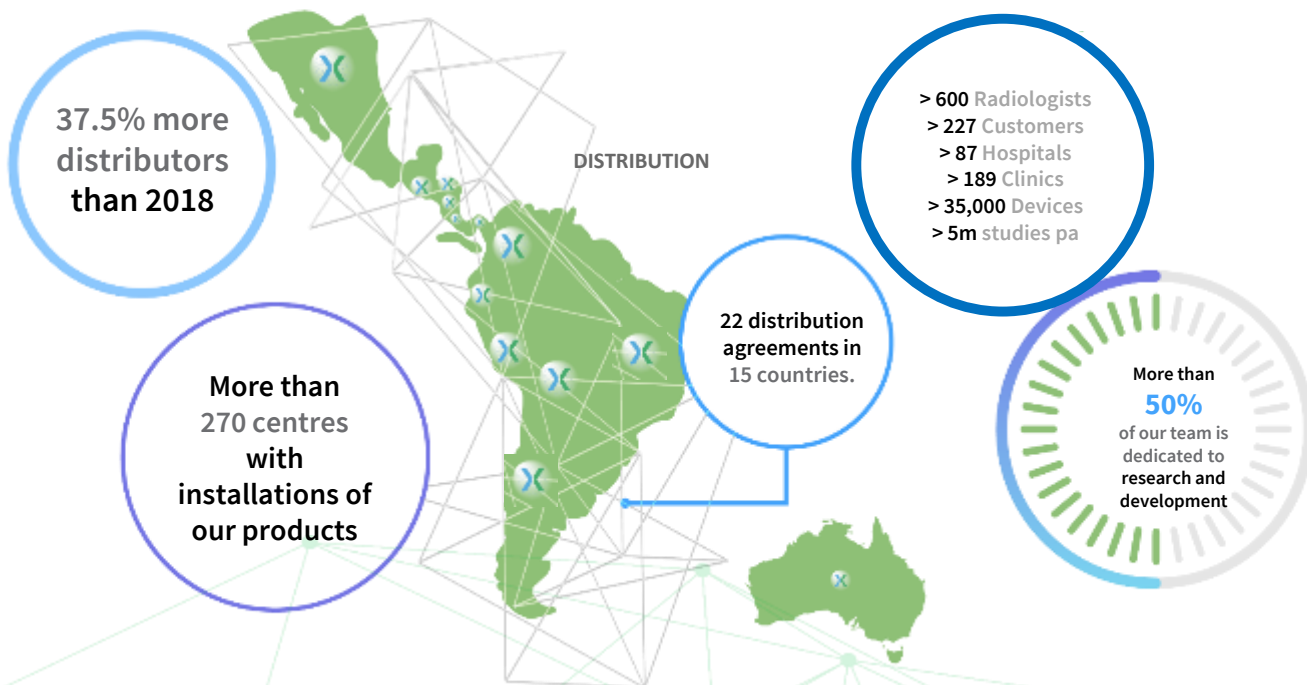 37.5% more
distributors
than 2018
DISTRIBUTION
> 600 Radiologists
> 227 Customers
> 87 Hospitals
> 189 Clinics
> 35,000 Devices
> 5m studies pa
22 distribution
agreements in
15 countries.
More than
270 centres
with
installations of
our products
More than
50%
of our team is
dedicated to
research and
development